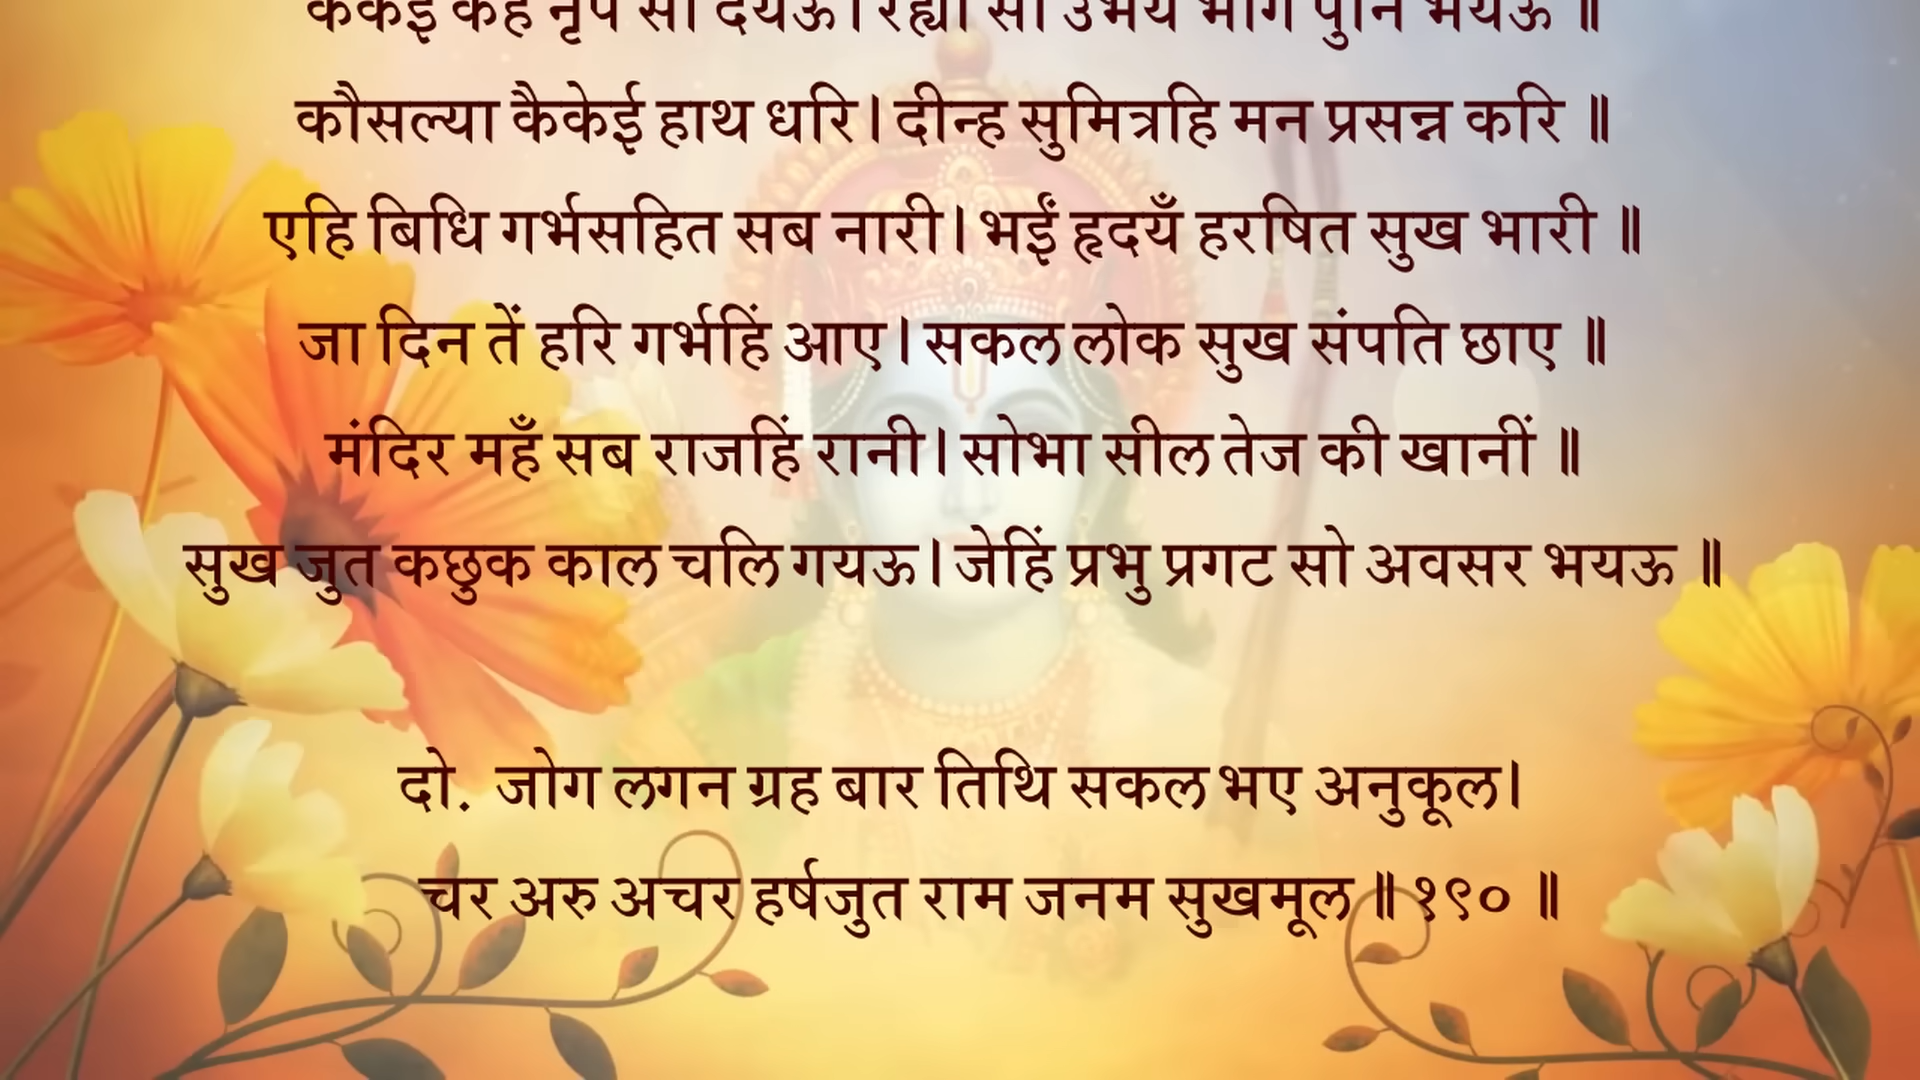 कैकेई कहँ नृप सो दयऊ। रह्यो सो उभय भाग पुनि भयऊ ॥
कौसल्या कैकेई हाथ धरि। दीन्ह सुमित्रहि मन प्रसन्न करि ॥
एहि बिधि गर्भसहित सब नारी। भईं हृदयँ हरषित सुख भारी ॥
जा दिन तें हरि गर्भहिं आए। सकल लोक सुख संपति छाए ॥
मंदिर महँ सब राजहिं रानी। सोभा सील तेज की खानीं ॥
सुख जुत कछुक काल चलि गयऊ। जेहिं प्रभु प्रगट सो अवसर भयऊ ॥
दो. जोग लगन ग्रह बार तिथि सकल भए अनुकूल।
चर अरु अचर हर्षजुत राम जनम सुखमूल ॥ १९० ॥